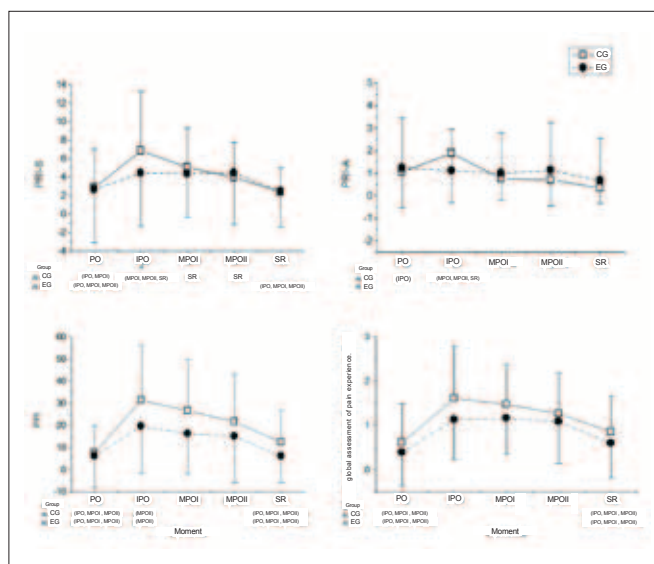 CG
EG
PRI-S
14
12
10
8
6
4
2
0
-2
-4
PO
IPO
MPOI
MPOII
SR
Group
CG
(IPO, MPOI)
(MPOI, MPOII, SR)
SR
SR
EG
(IPO, MPOI, MPOII)
(IPO, MPOI, MPOII)
PRI-A
5
4
3
2
1
0
-1
-2
PO
IPO
MPOI
MPOII
SR
Group
CG
(IPO)
(MPOI, MPOII, SR)
EG
60
50
40
30
20
10
0
-10
PO
IPO
MPOI
MPOII
SR
Group
CG
(IPO, MPOI , MPOII)
(MPOII)
(IPO, MPOI , MPOII)
EG
(IPO, MPOI, MPOII)
(MPOII)
(IPO, MPOI, MPOII)
Moment
global assessment of pain experience.
3
2
1
0
PO
IPO
MPOI
MPOII
SR
Group
CG
(IPO, MPOI , MPOII)
(IPO, MPOI , MPOII)
EG
(IPO, MPOI, MPOII)
(IPO, MPOI, MPOII)
Moment